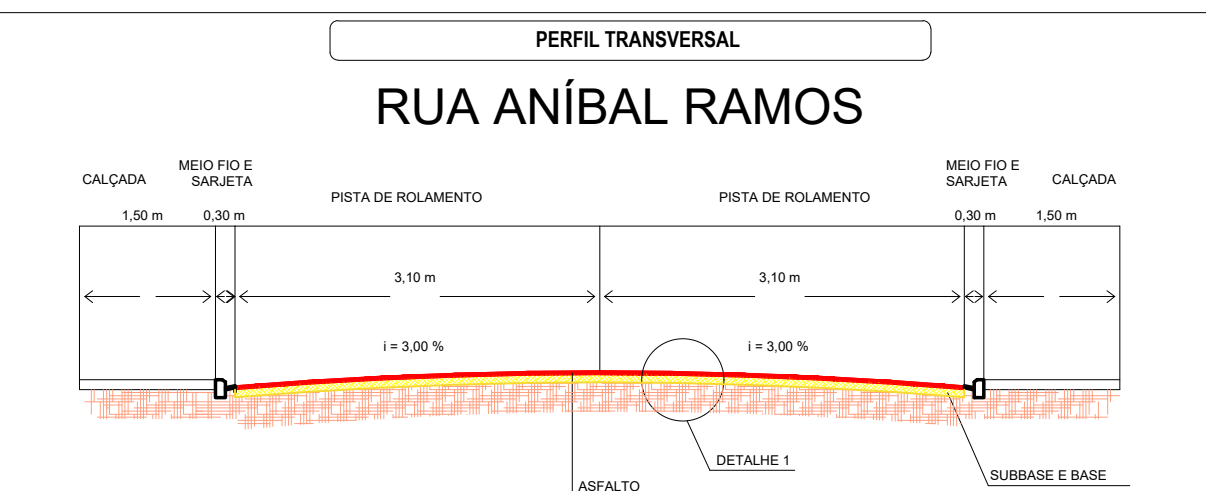 PERFIL TRANSVERSAL
RUA ANÍBAL RAMOS
CALÇADA
MEIO FIO E
SARJETA
PISTA DE ROLAMENTO
PISTA DE ROLAMENTO
MEIO FIO E
SARJETA
CALÇADA
1,50 m
0,30 m
0,30 m
1,50 m
3,10 m
3,10 m
i = 3,00 %
i = 3,00 %
DETALHE 1
SUBBASE E BASE
ASFALTO